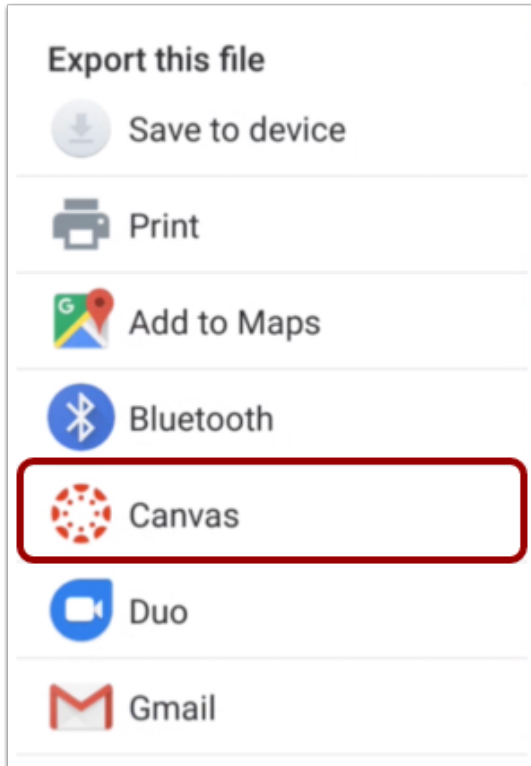 Export this file
Save to device
Print
G
Add to Maps
Bluetooth
Canvas
Duo
Gmail